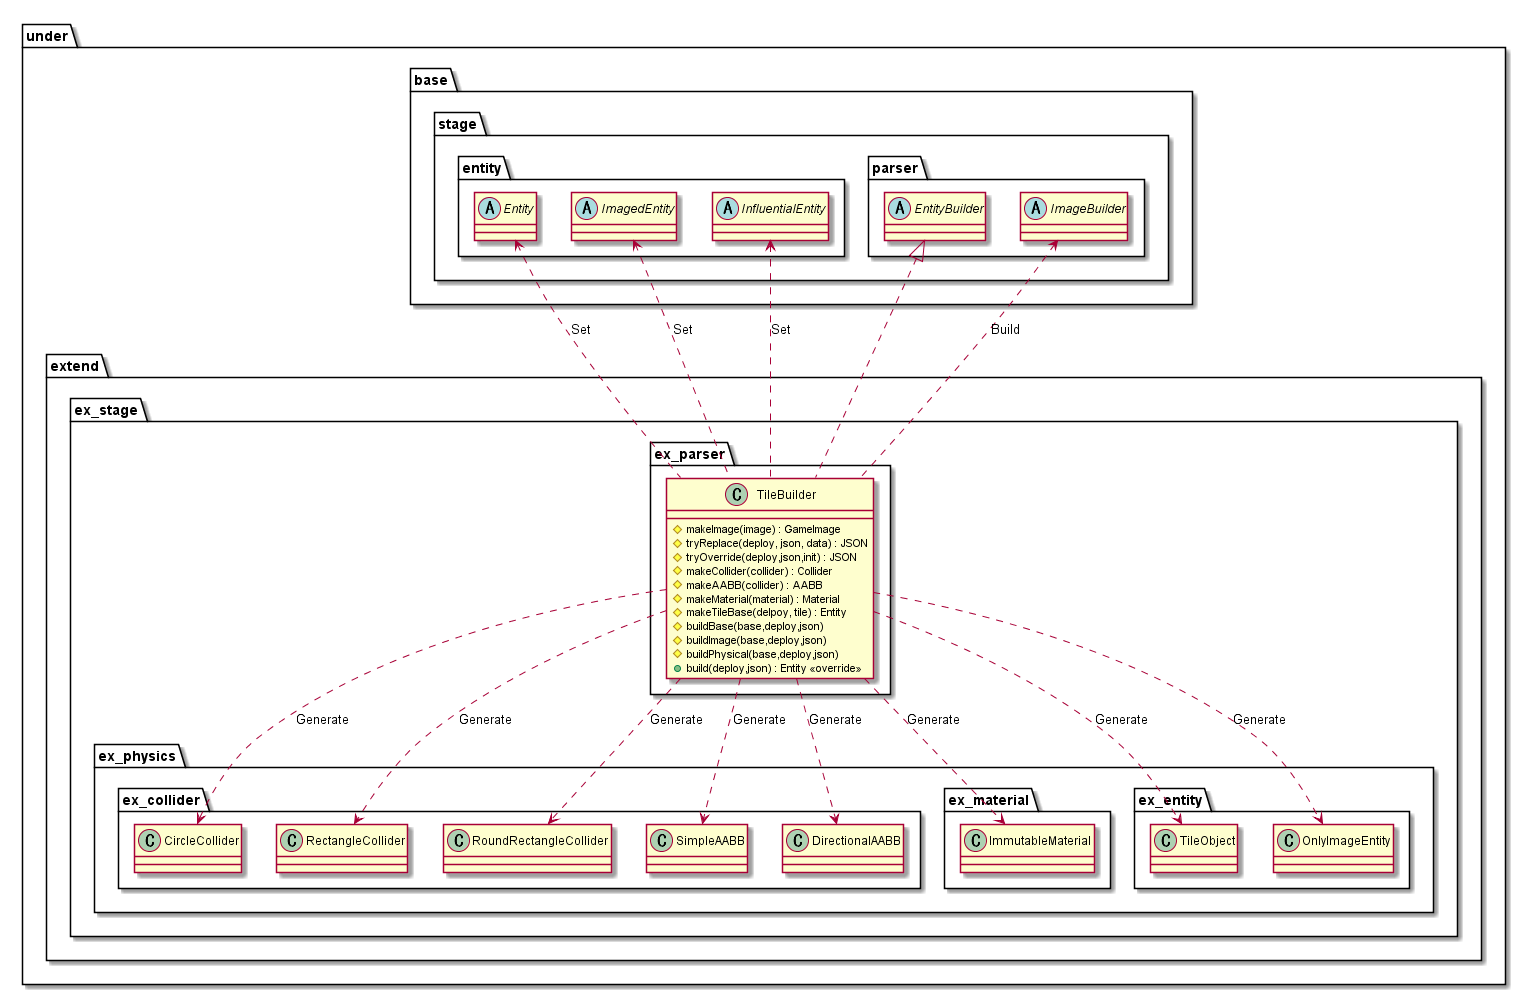 under
base
stage
entity
parser
A Entity
A ImagedEntity
A InfluentialEntity
A EntityBuilder
A ImageBuilder
Set
Set
Set
Build
extend
ex_stage
ex_parser
C TileBuilder
makeImage(image) : GameImage
tryReplace(deploy, json, data) : JSON
tryOverride(deploy,json,init) : JSON
makeCollider(collider) : Collider
makeAABB(collider) : AABB
makeMaterial(material) : Material
makeTileBase(delpoy, tile) : Entity
buildBase(base,deploy,json)
buildImage(base,deploy,json)
buildPhysical(base,deploy,json)
build(deploy,json) : Entity «override»
Generate
Generate
Generate
Generate
Generate
Generate
Generate
Generate
ex_physics
ex_collider
ex_material
ex_entity
C CircleCollider
C RectangleCollider
C RoundRectangleCollider
C SimpleAABB
C DirectionalAABB
C ImmutableMaterial
C TileObject
C OnlyImageEntity